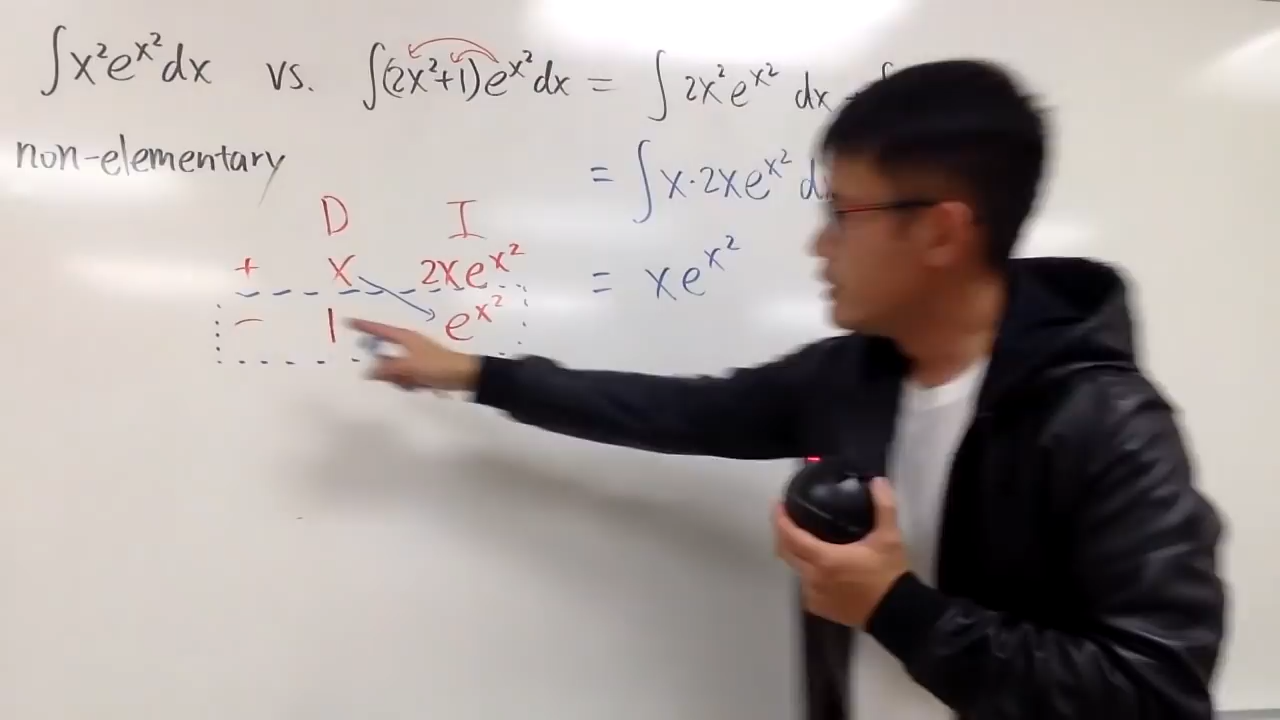 ∫x²e^{x²}dx vs. ∫(2x²+1)e^{x²}dx = ∫2x²e^{x²} dx
non-elementary = ∫x·2xe^{x²} d
D I
+ x 2xe^{x²} = xe^{x²}
− 1 e^{x²}